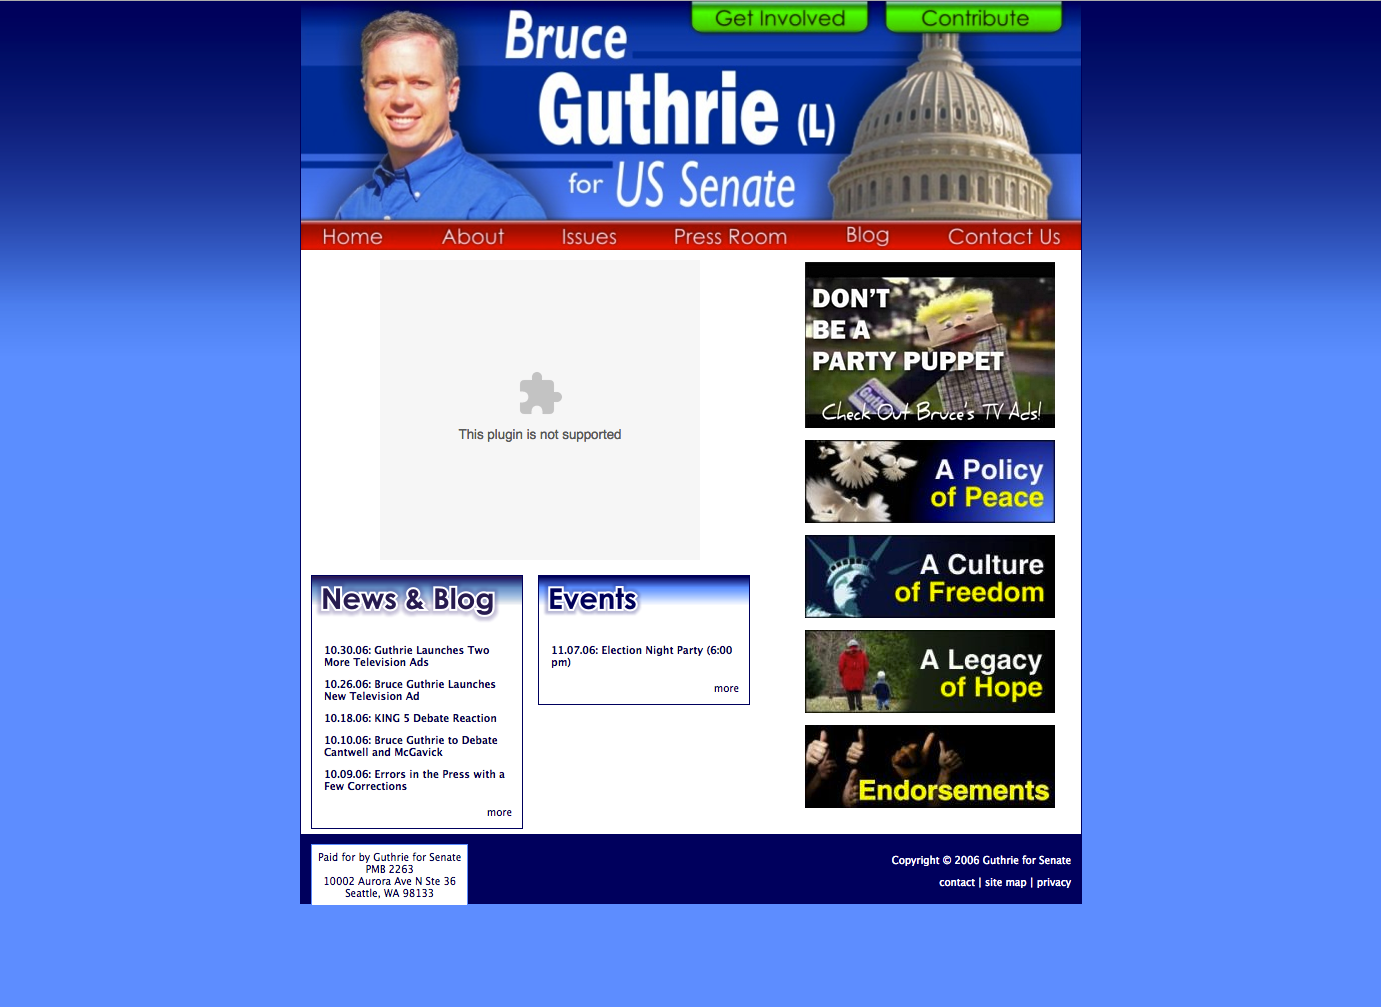 Get Involved
Contribute
Bruce
Guthrie (L)
for US Senate
Home
About
Issues
Press Room
Blog
Contact Us
This plugin is not supported
DON'T
BE A
PARTY PUPPET
Guth
Check Out Bruce's TV Ads!
A Policy
of Peace
A Culture
of Freedom
A Legacy
of Hope
Endorsements
News & Blog
10.30.06: Guthrie Launches Two
More Television Ads
10.26.06: Bruce Guthrie Launches
New Television Ad
10.18.06: KING 5 Debate Reaction
10.10.06: Bruce Guthrie to Debate
Cantwell and McGavick
10.09.06: Errors in the Press with a
Few Corrections
more
Events
11.07.06: Election Night Party (6:00
pm)
more
Paid for by Guthrie for Senate
PMB 2263
10002 Aurora Ave N Ste 36
Seattle, WA 98133
Copyright © 2006 Guthrie for Senate
contact | site map | privacy